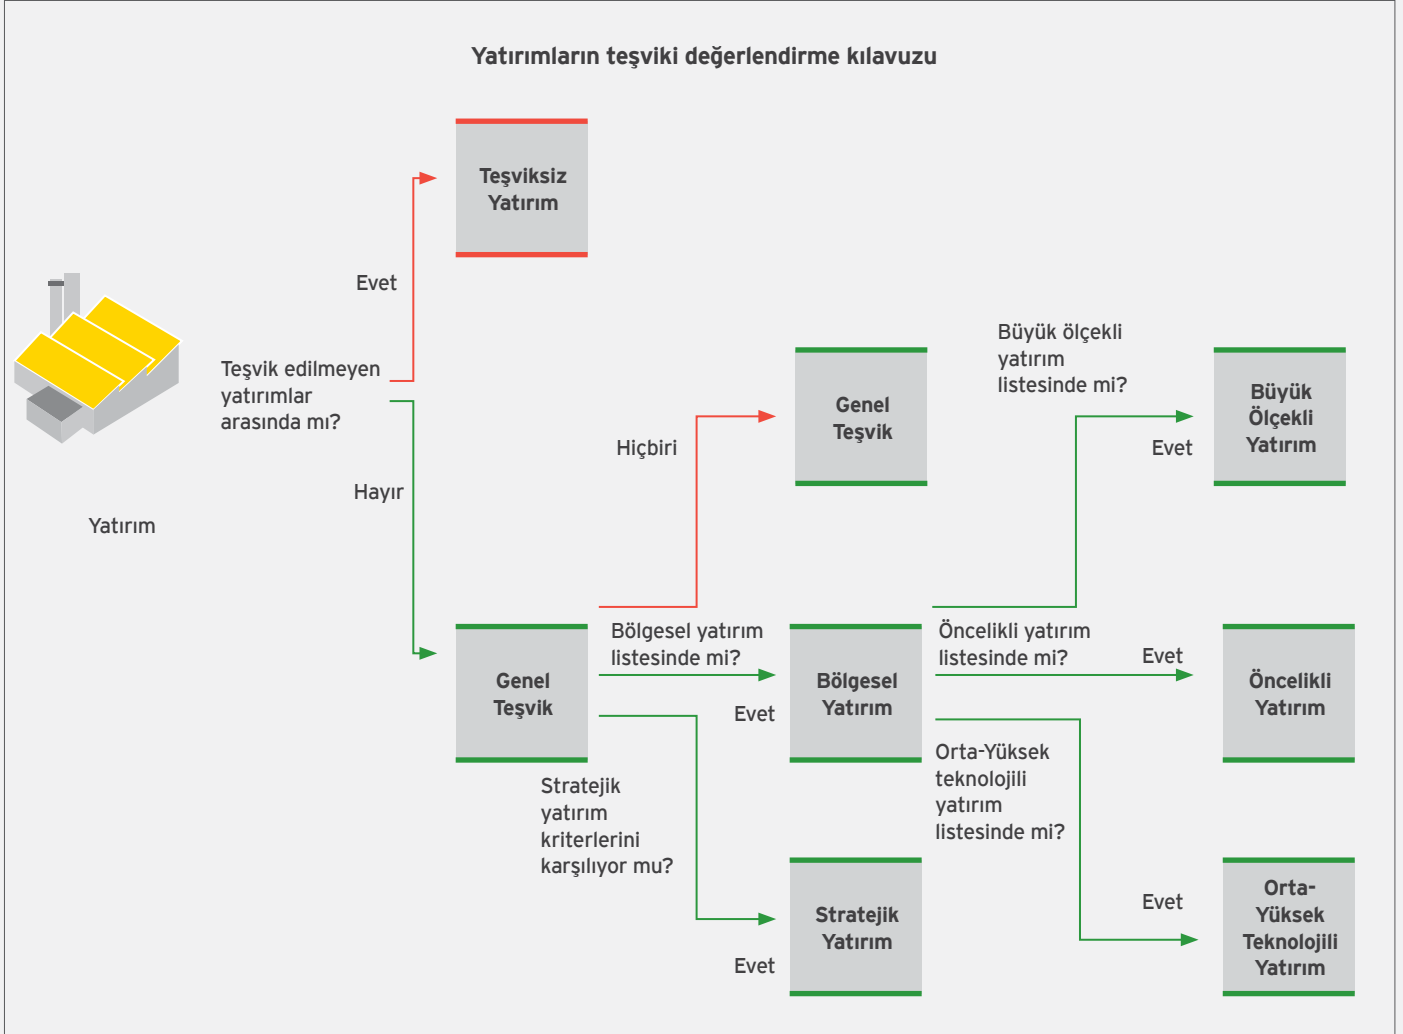 Yatırımların teşviki değerlendirme kılavuzu
Teşviksiz
Yatırım
Evet
Teşvik edilmeyen
yatırımlar
arasında mı?
Hayır
Yatırım
Büyük ölçekli
yatırım
listesinde mi?
Genel
Teşvik
Hiçbiri
Büyük
Ölçekli
Yatırım
Evet
Genel
Teşvik
Bölgesel yatırım
listesinde mi?
Evet
Bölgesel
Yatırım
Öncelikli yatırım
listesinde mi?
Evet
Öncelikli
Yatırım
Stratejik
yatırım
kriterlerini
karşılıyor mu?
Evet
Stratejik
Yatırım
Orta-Yüksek
teknolojili
yatırım
listesinde mi?
Evet
Orta-
Yüksek
Teknolojili
Yatırım